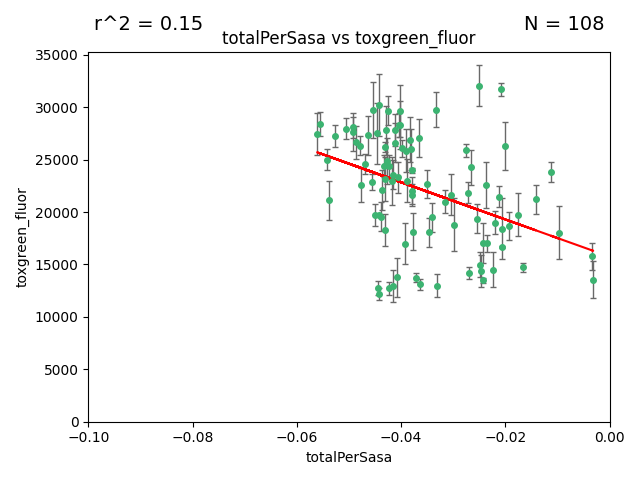 r^2 = 0.15
N = 108
totalPerSasa vs toxgreen_fluor
toxgreen_fluor
35000
30000
25000
20000
15000
10000
5000
0
−0.10
−0.08
−0.06
−0.04
−0.02
0.00
totalPerSasa